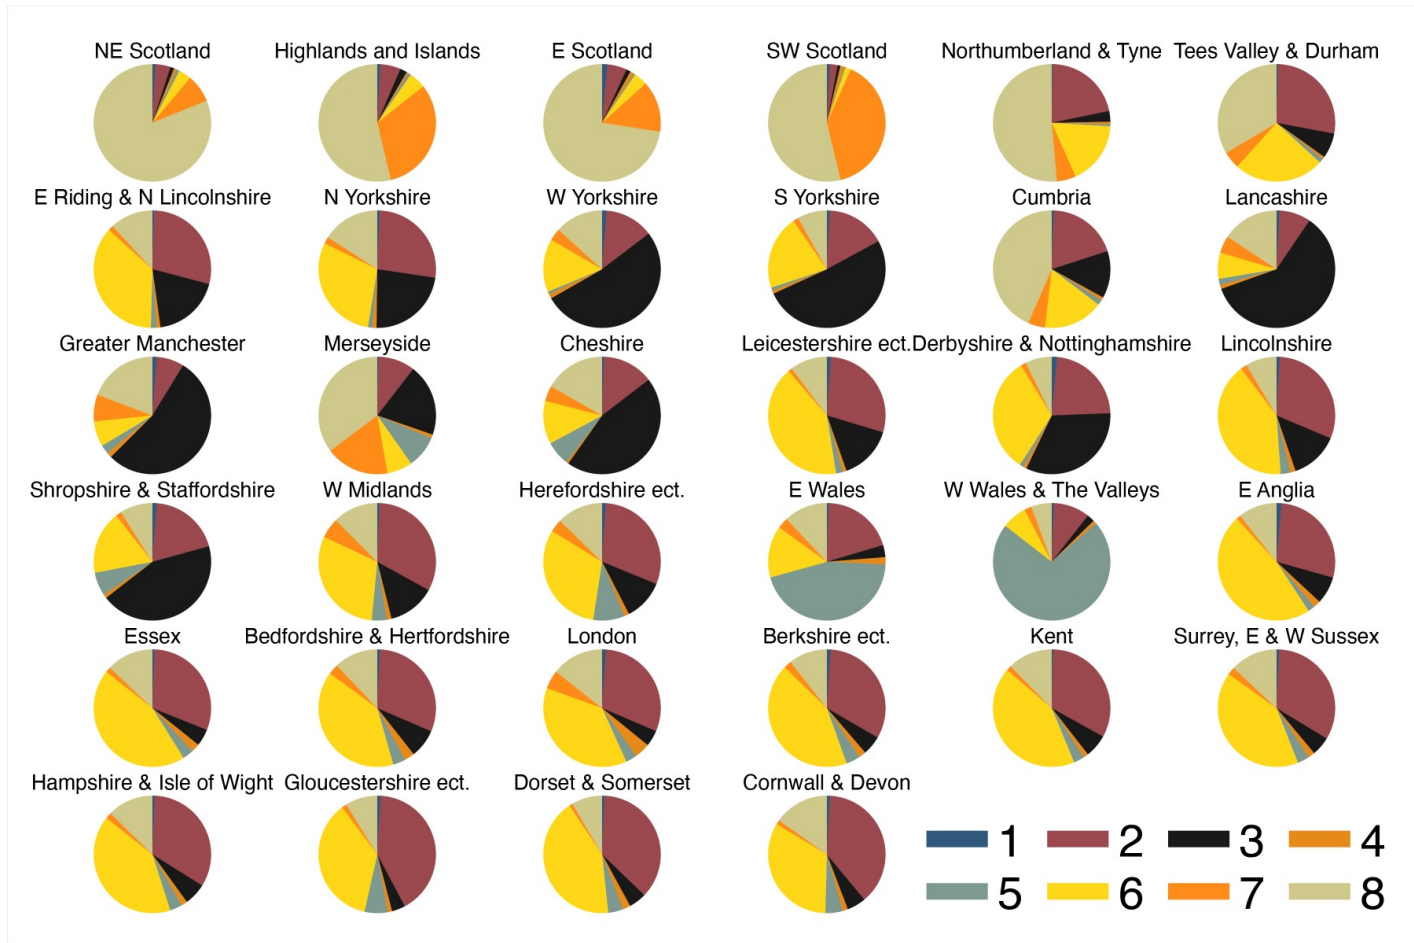 NE Scotland Highlands and Islands E Scotland SW Scotland Northumberland & Tyne Tees Valley & Durham
E Riding & N Lincolnshire N Yorkshire W Yorkshire S Yorkshire Cumbria Lancashire
Greater Manchester Merseyside Cheshire Leicestershire ect. Derbyshire & Nottinghamshire Lincolnshire
Shropshire & Staffordshire W Midlands Herefordshire ect. E Wales W Wales & The Valleys E Anglia
Essex Bedfordshire & Hertfordshire London Berkshire ect. Kent Surrey, E & W Sussex
Hampshire & Isle of Wight Gloucestershire ect. Dorset & Somerset Cornwall & Devon
1 2 3 4
5 6 7 8